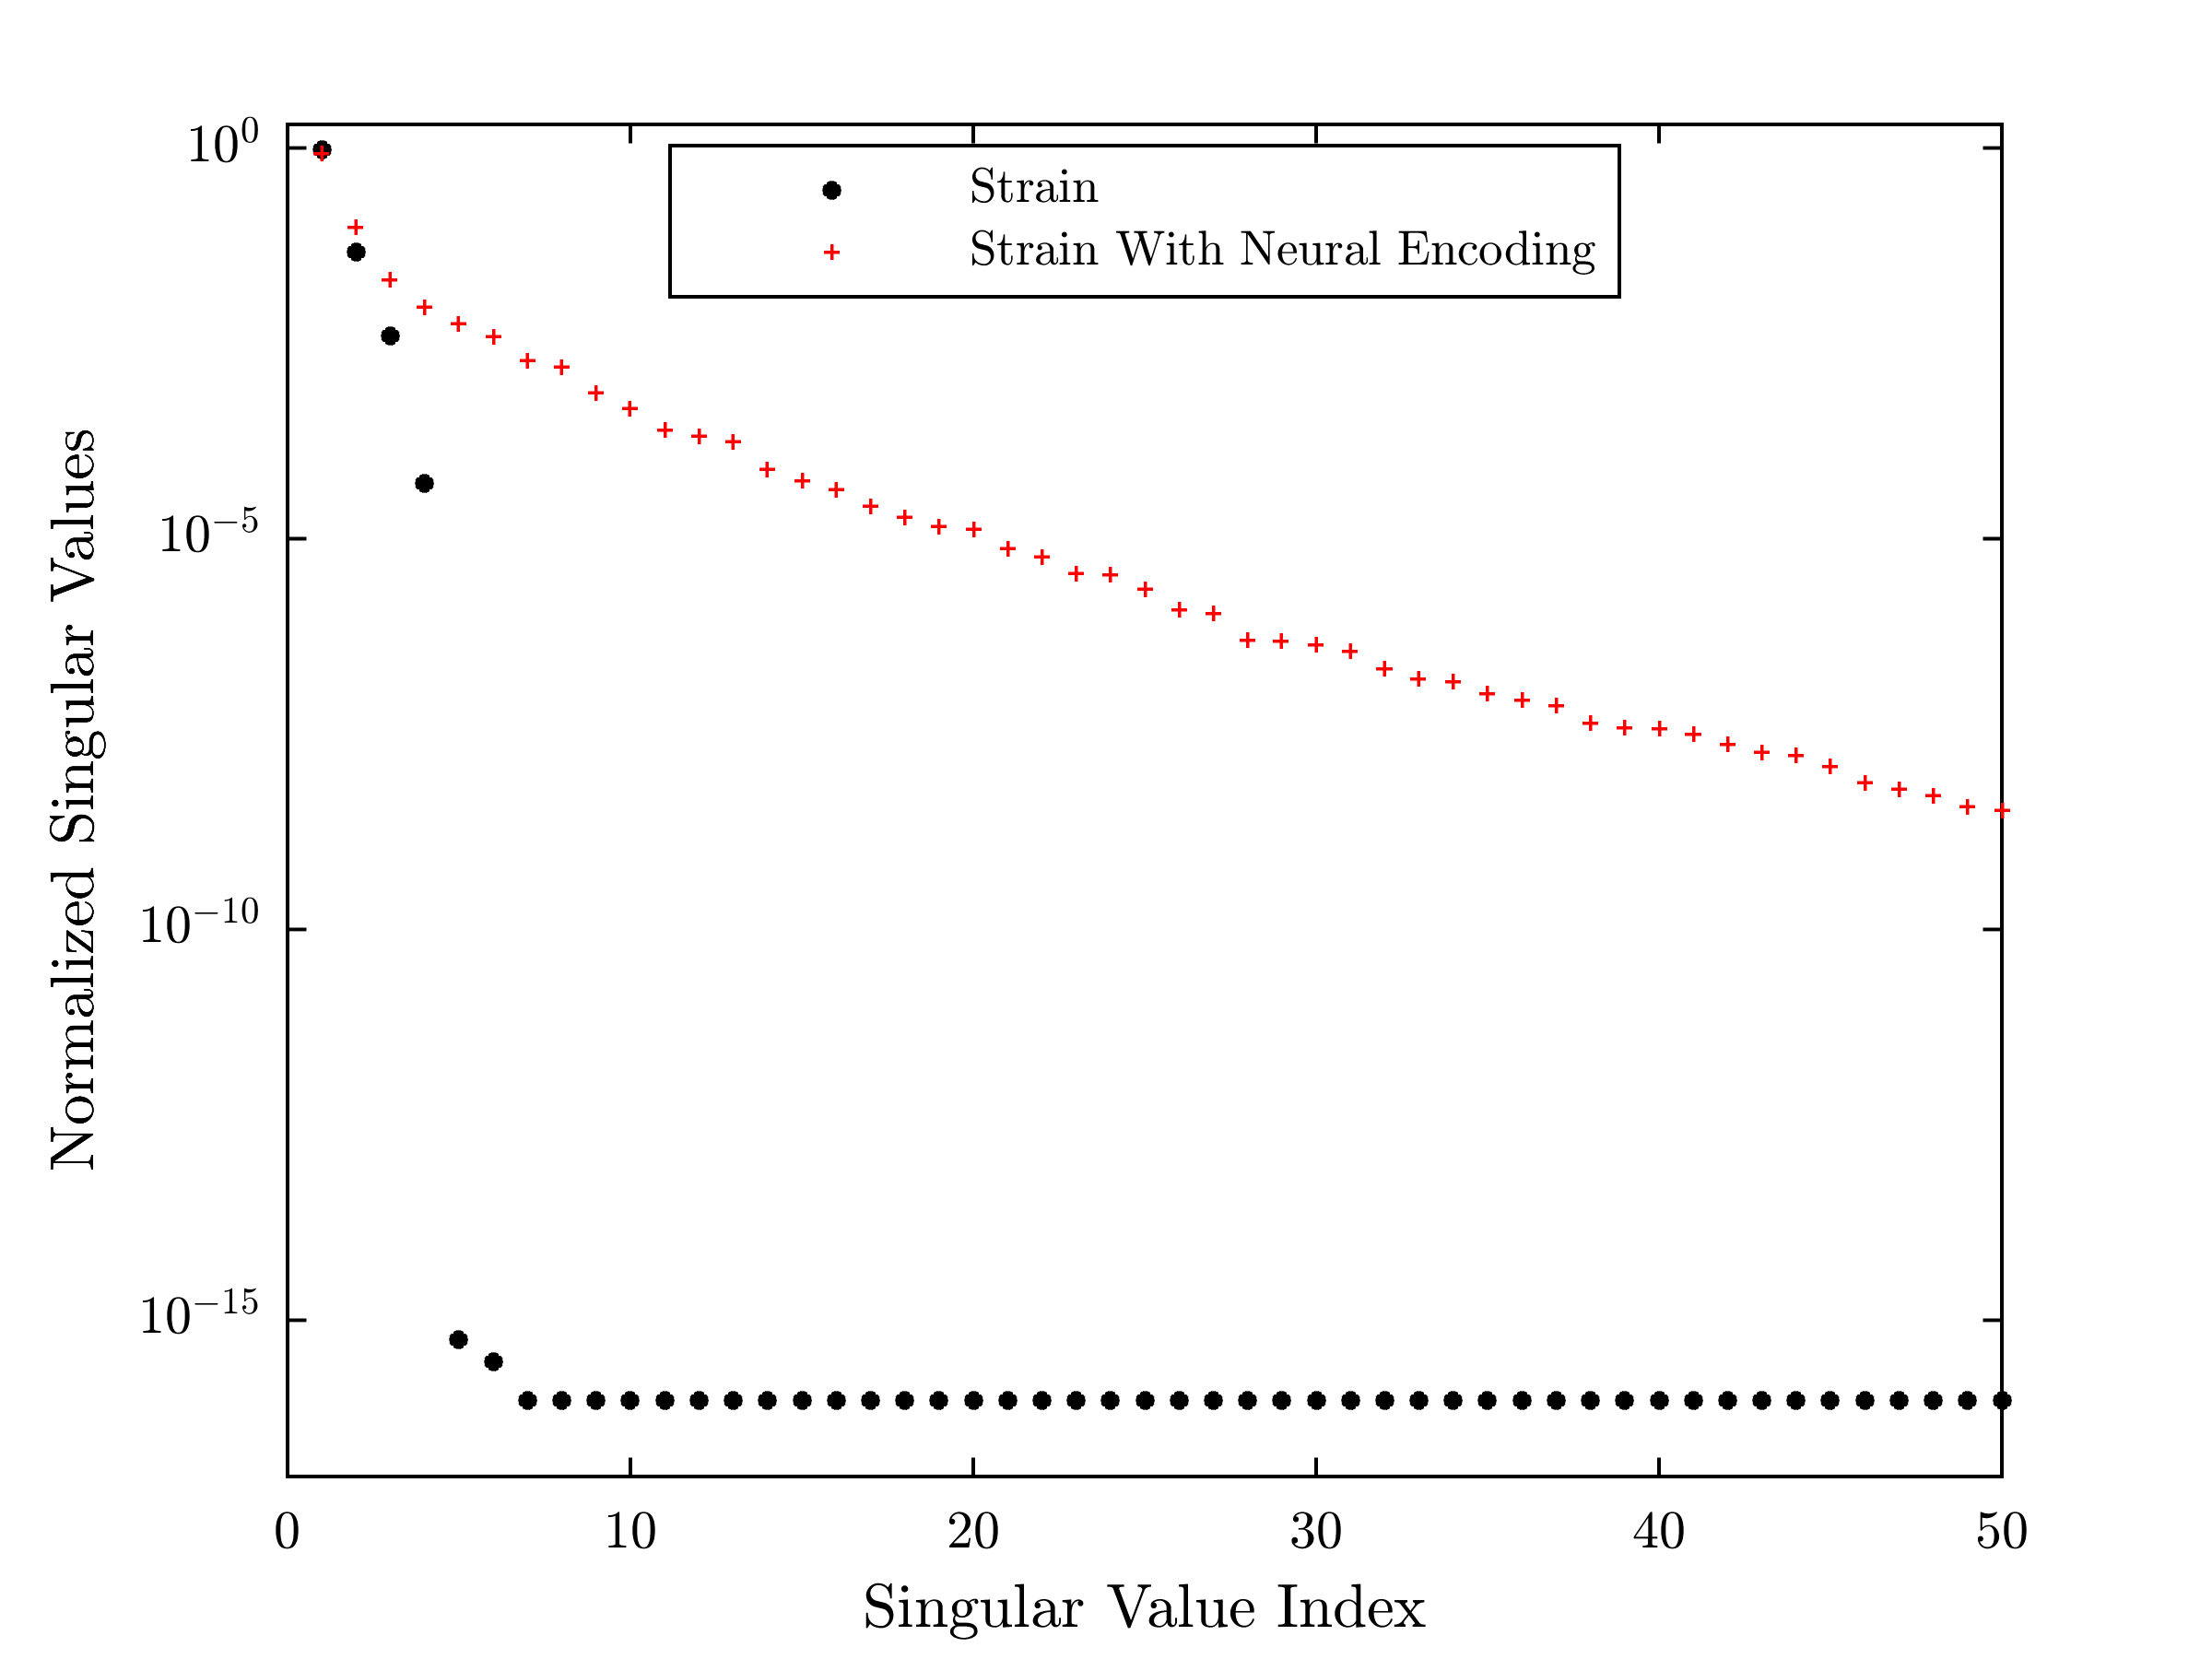 10^0
10^−5
10^−10
10^−15
Normalized Singular Values
Strain
Strain With Neural Encoding
0 10 20 30 40 50
Singular Value Index